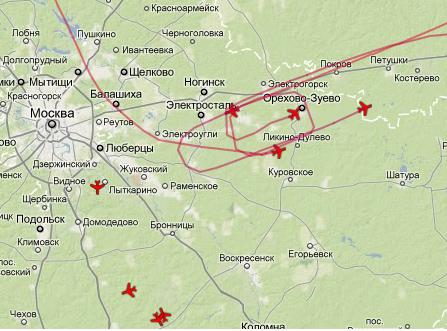 Красноармейск
Лобня
Пушкино
Черноголовка
Ивантеевка
Долгопрудный
Покров
Петушки
Мытищи
Щелково
Костерево
Красногорск
Ногинск
Электрогорск
Балашиха
Электросталь
Орехово-Зуево
Москва
Реутов
Электроугли
Ликино-Дулево
Люберцы
Дзержинский
Жуковский
Куровское
Шатура
Видное
Лыткарино
Раменское
Щербинка
Подольск
Домодедово
Бронницы
Климовск
Егорьевск
Воскресенск
пос.
Чехов
Коломна
пос.